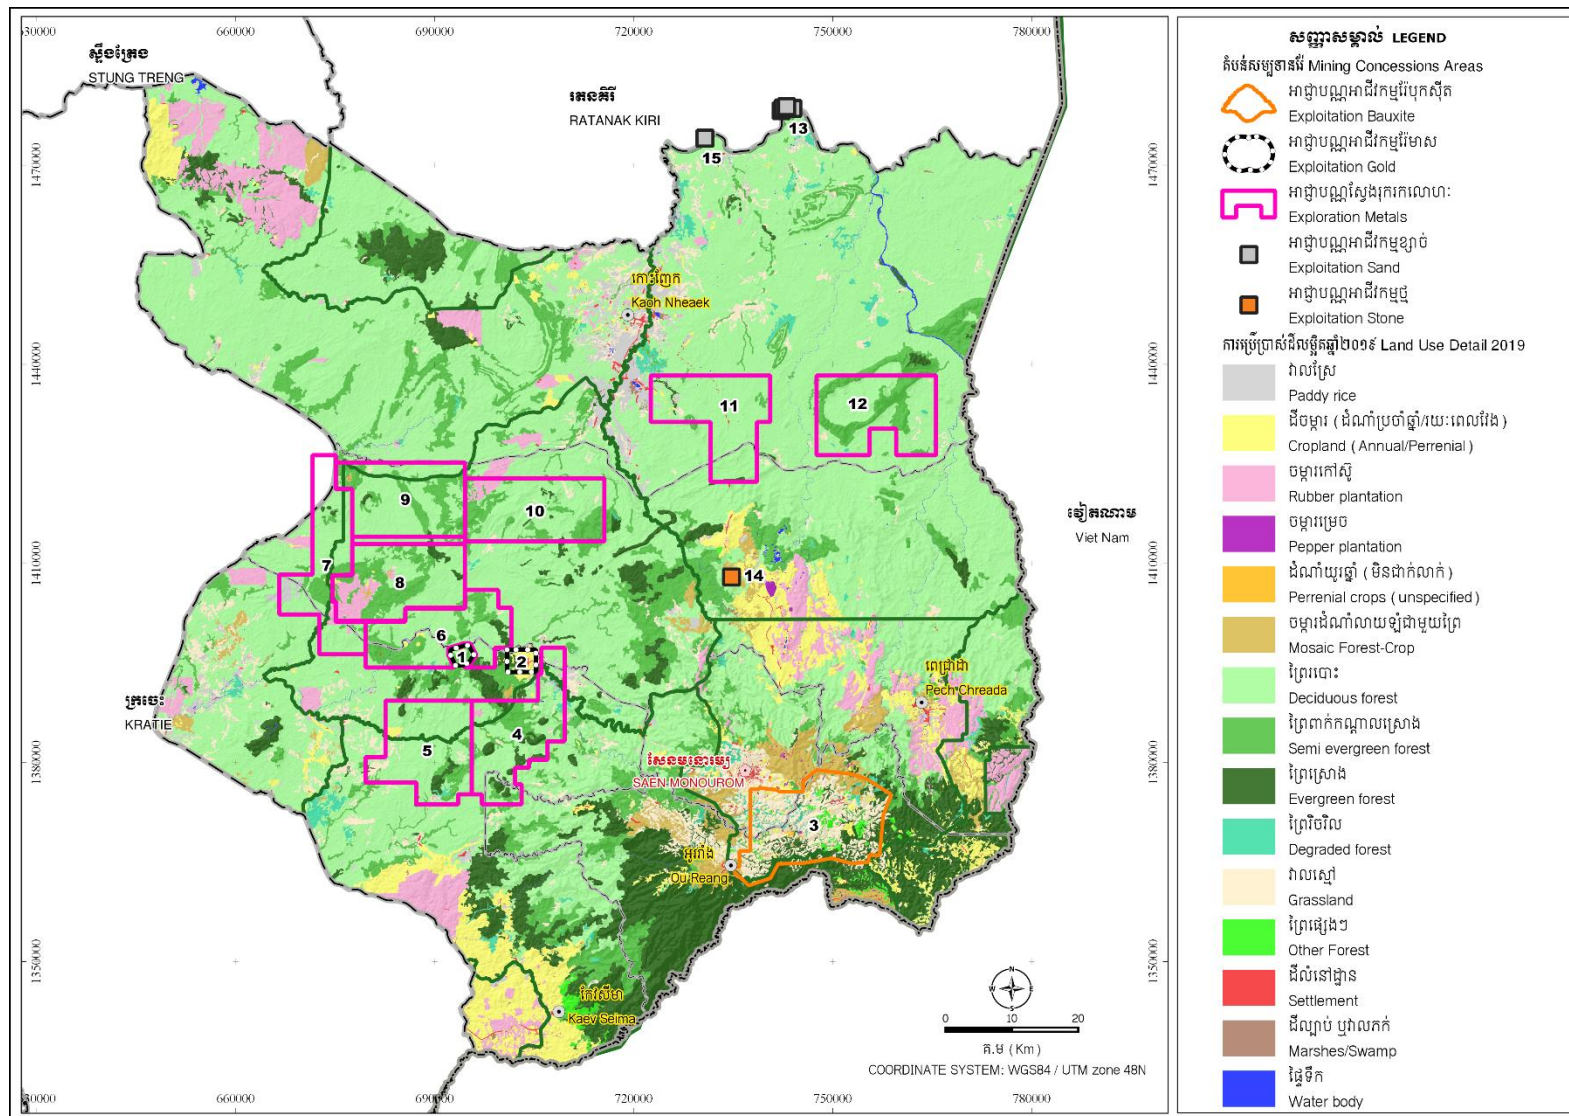 630000 660000 690000 720000 750000 780000
ស្ទឹងត្រែង
STUNG TRENG
រតនគិរី
RATANAK KIRI
13
15
1470000 1470000
កោះញែក
Kaoh Nheaek
1440000 1440000
11
12
9
10
វៀតណាម
Viet Nam
1410000 1410000
7
8
14
6
1
2
ពេជ្រាដា
Pech Chreada
ក្រចេះ
KRATIE
4
5
សែនមនោរម្យ
SAEN MONOUROM
1380000 1380000
3
អូររាំង
Ou Reang
1350000 1350000
កែវសីមា
Kaev Seima
N
W E
S
0 10 20
គ.ម (Km)
COORDINATE SYSTEM: WGS84 / UTM zone 48N
630000 660000 690000 720000 750000 780000
សញ្ញាសម្គាល់ LEGEND
តំបន់សម្បទានរ៉ែ Mining Concessions Areas
អាជ្ញាបណ្ណអាជីវកម្មរ៉ែបុកស៊ីត
Exploitation Bauxite
អាជ្ញាបណ្ណអាជីវកម្មរ៉ែមាស
Exploitation Gold
អាជ្ញាបណ្ណស្វែងរុករកលោហៈ
Exploration Metals
អាជ្ញាបណ្ណអាជីវកម្មខ្សាច់
Exploitation Sand
អាជ្ញាបណ្ណអាជីវកម្មថ្ម
Exploitation Stone
ការប្រើប្រាស់ដីលម្អិតឆ្នាំ២០១៩ Land Use Detail 2019
វាលស្រែ
Paddy rice
ដីចម្ការ (ដំណាំប្រចាំឆ្នាំ/រយៈពេលវែង)
Cropland (Annual/Perrenial)
ចម្ការកៅស៊ូ
Rubber plantation
ចម្ការម្រេច
Pepper plantation
ដំណាំយូរឆ្នាំ (មិនជាក់លាក់)
Perrenial crops (unspecified)
ចម្ការដំណាំលាយឡំជាមួយព្រៃ
Mosaic Forest-Crop
ព្រៃរបោះ
Deciduous forest
ព្រៃពាក់កណ្តាលស្រោង
Semi evergreen forest
ព្រៃស្រោង
Evergreen forest
ព្រៃរិចរិល
Degraded forest
វាលស្មៅ
Grassland
ព្រៃផ្សេងៗ
Other Forest
ដីលំនៅដ្ឋាន
Settlement
ដីល្បាប់ ឬវាលភក់
Marshes/Swamp
ផ្ទៃទឹក
Water body